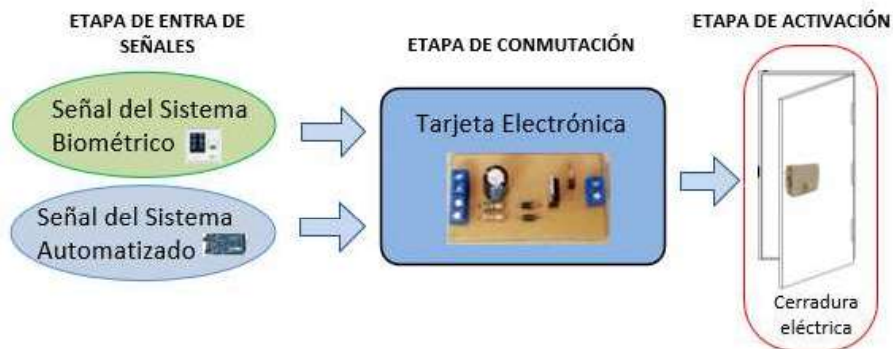 ETAPA DE ENTRA DE
SEÑALES
ETAPA DE CONMUTACIÓN
ETAPA DE ACTIVACIÓN
Señal del Sistema
Biométrico
Señal del Sistema
Automatizado
Tarjeta Electrónica
Cerradura
eléctrica